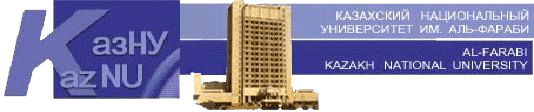 КазНУ
KazNU
КАЗАХСКИЙ НАЦИОНАЛЬНЫЙ
УНИВЕРСИТЕТ ИМ. АЛЬ-ФАРАБИ
AL-FARABI
KAZAKH NATIONAL UNIVERSITY